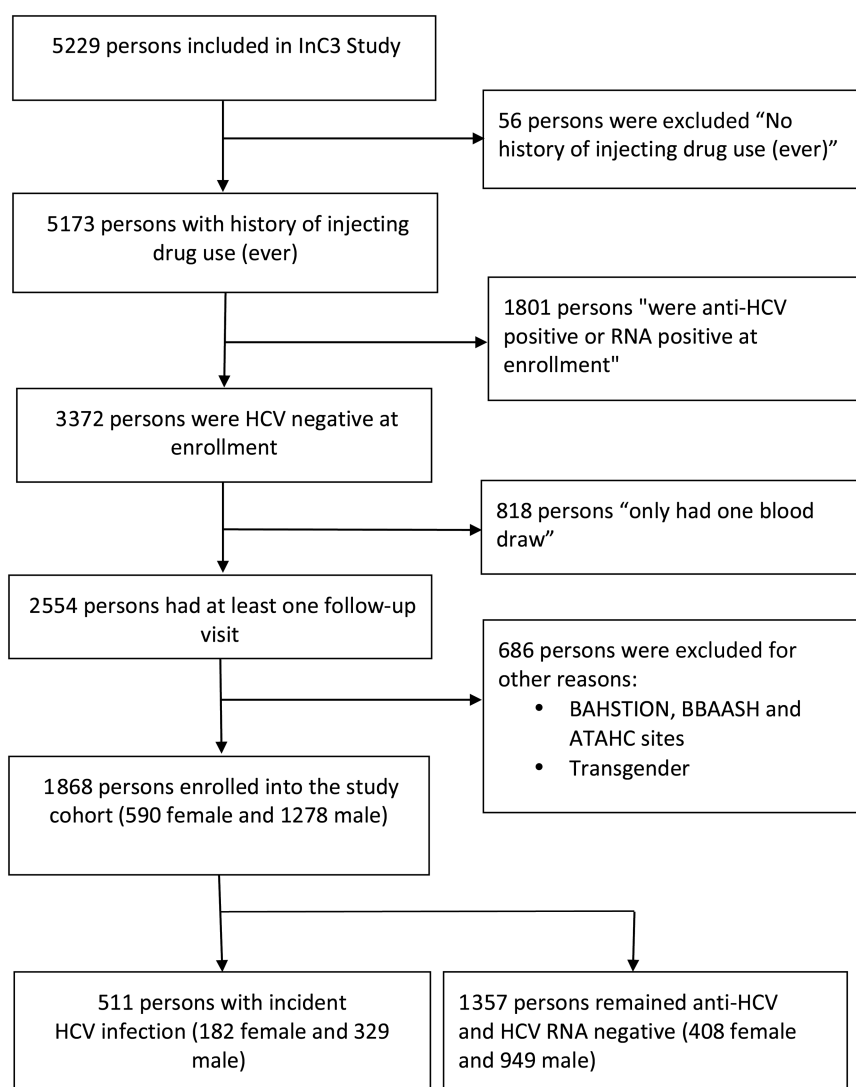 5229 persons included in InC3 Study
56 persons were excluded “No
history of injecting drug use (ever)”
5173 persons with history of injecting
drug use (ever)
1801 persons "were anti-HCV
positive or RNA positive at
enrollment"
3372 persons were HCV negative at
enrollment
818 persons “only had one blood
draw”
2554 persons had at least one follow-up
visit
686 persons were excluded for
other reasons:
• BAHSTION, BBAASH and
ATAHC sites
• Transgender
1868 persons enrolled into the study
cohort (590 female and 1278 male)
511 persons with incident
HCV infection (182 female and 329
male)
1357 persons remained anti-HCV
and HCV RNA negative (408 female
and 949 male)